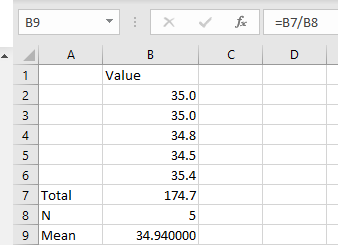 B9 fx =B7/B8
A B C D
1 Value
2 35.0
3 35.0
4 34.8
5 34.5
6 35.4
7 Total 174.7
8 N 5
9 Mean 34.940000